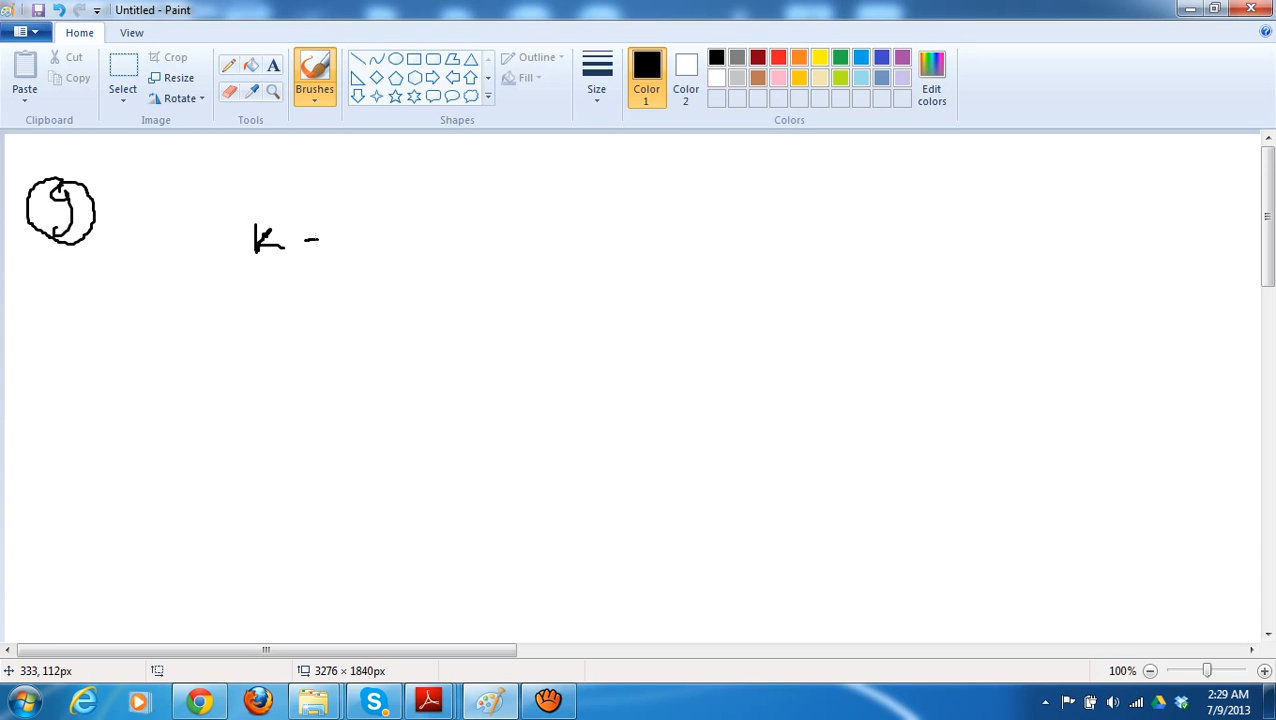 Untitled - Paint
Home
View
Paste
Cut
Copy
Clipboard
Select
Crop
Resize
Rotate
Image
A
Tools
Brushes
Outline
Fill
Shapes
Size
Color 1
Color 2
Edit colors
Colors
9
K -
333, 112px
3276 × 1840px
100%
2:29 AM
7/9/2013